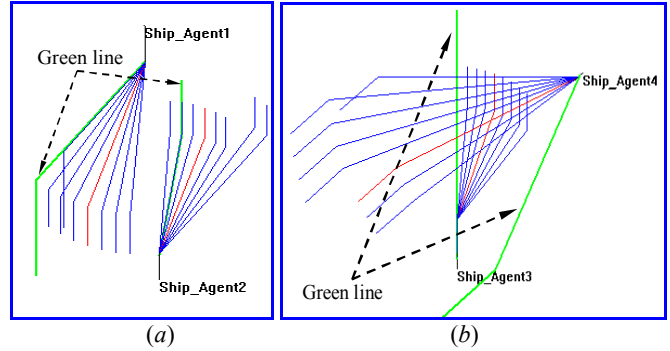 Ship_Agent1
Green line
Ship_Agent2
(a)
Ship_Agent4
Ship_Agent3
Green line
(b)